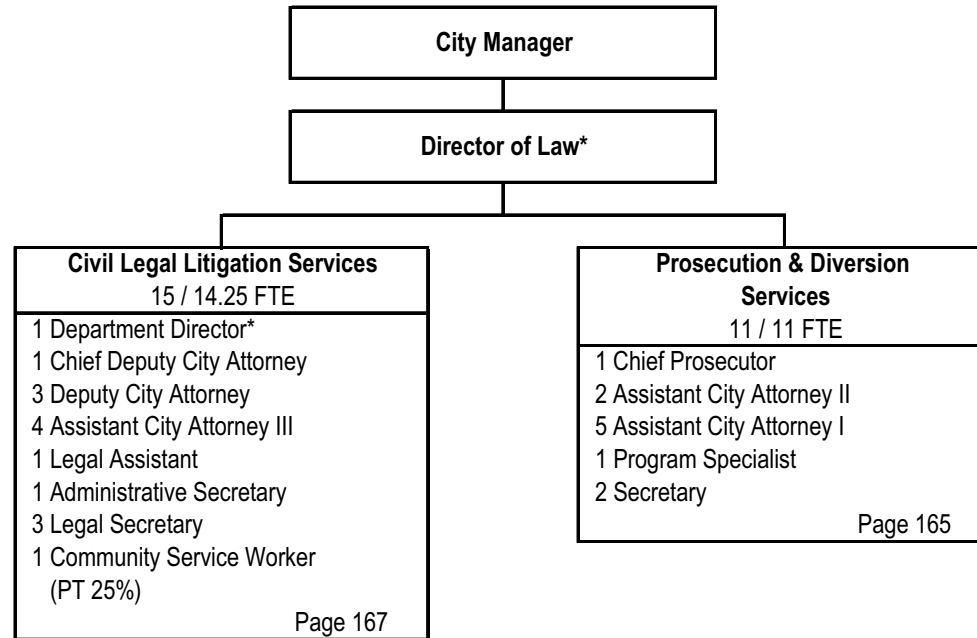 City Manager
Director of Law*
Civil Legal Litigation Services
15 / 14.25 FTE
1 Department Director*
1 Chief Deputy City Attorney
3 Deputy City Attorney
4 Assistant City Attorney III
1 Legal Assistant
1 Administrative Secretary
3 Legal Secretary
1 Community Service Worker
(PT 25%)
Page 167
Prosecution & Diversion
Services
11 / 11 FTE
1 Chief Prosecutor
2 Assistant City Attorney II
5 Assistant City Attorney I
1 Program Specialist
2 Secretary
Page 165